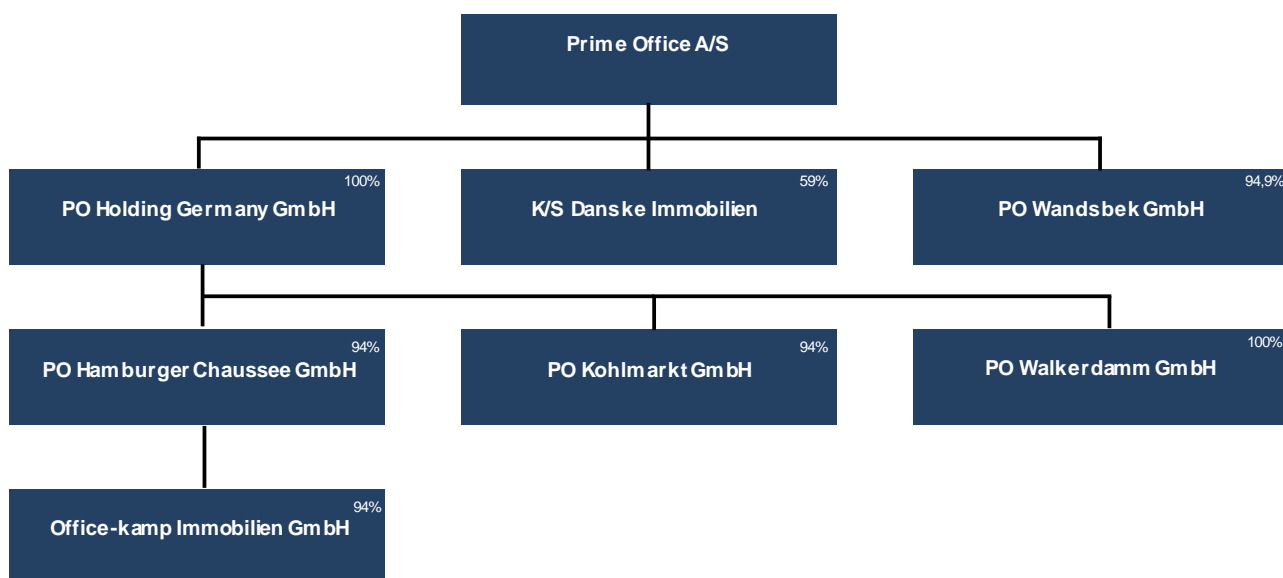 Prime Office A/S
100%
PO Holding Germany GmbH
59%
K/S Danske Immobilien
94,9%
PO Wandsbek GmbH
94%
PO Hamburger Chaussee GmbH
94%
PO Kohlmarkt GmbH
100%
PO Walkerdamm GmbH
94%
Office-kamp Immobilien GmbH